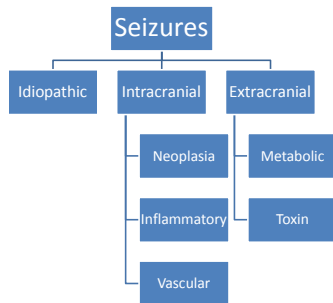 Seizures
Idiopathic
Intracranial
Extracranial
Neoplasia
Metabolic
Inflammatory
Toxin
Vascular